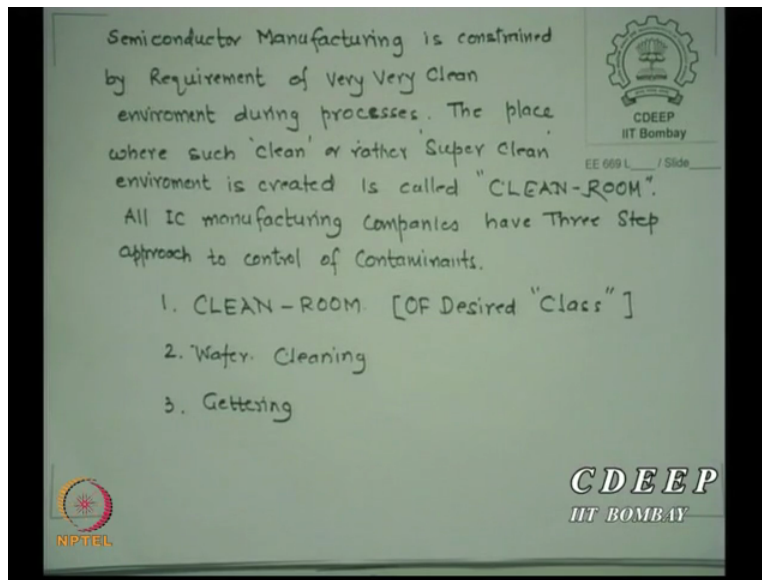 Semiconductor Manufacturing is constrained
by Requirement of very very clean
enviroment during processes. The place
where such 'clean' or rather 'Super Clean'
enviroment is created is called "CLEAN-ROOM".
All IC manufacturing companies have Three Step
approach to control of Contaminants.
1. CLEAN-ROOM. [OF Desired "Class"]
2. Wafer Cleaning
3. Gettering
CDEEP
IIT Bombay
EE 669 L___ / Slide___
NPTEL
CDEEP
IIT BOMBAY